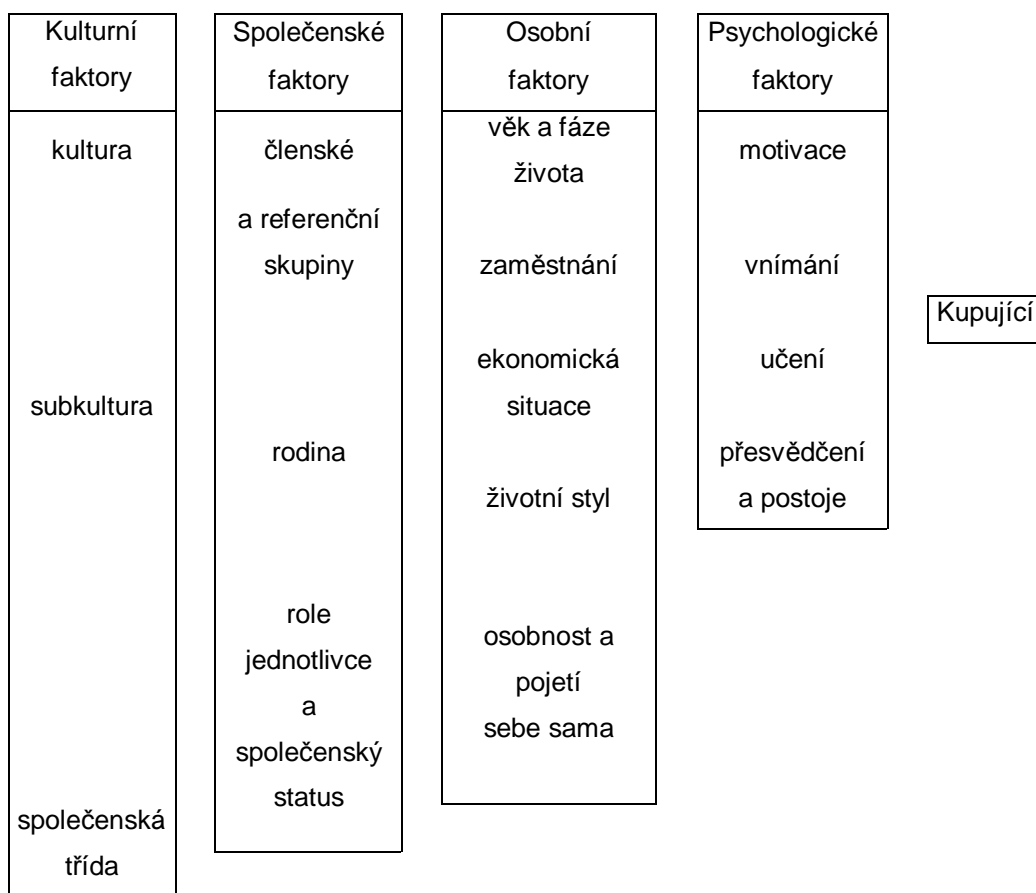 Kulturní
faktory
kultura
subkultura
společenská
třída
Společenské
faktory
členské
a referenční
skupiny
rodina
role
jednotlivce
a
společenský
status
Osobní
faktory
věk a fáze
života
zaměstnání
ekonomická
situace
životní styl
osobnost a
pojetí
sebe sama
Psychologické
faktory
motivace
vnímání
učení
přesvědčení
a postoje
Kupující